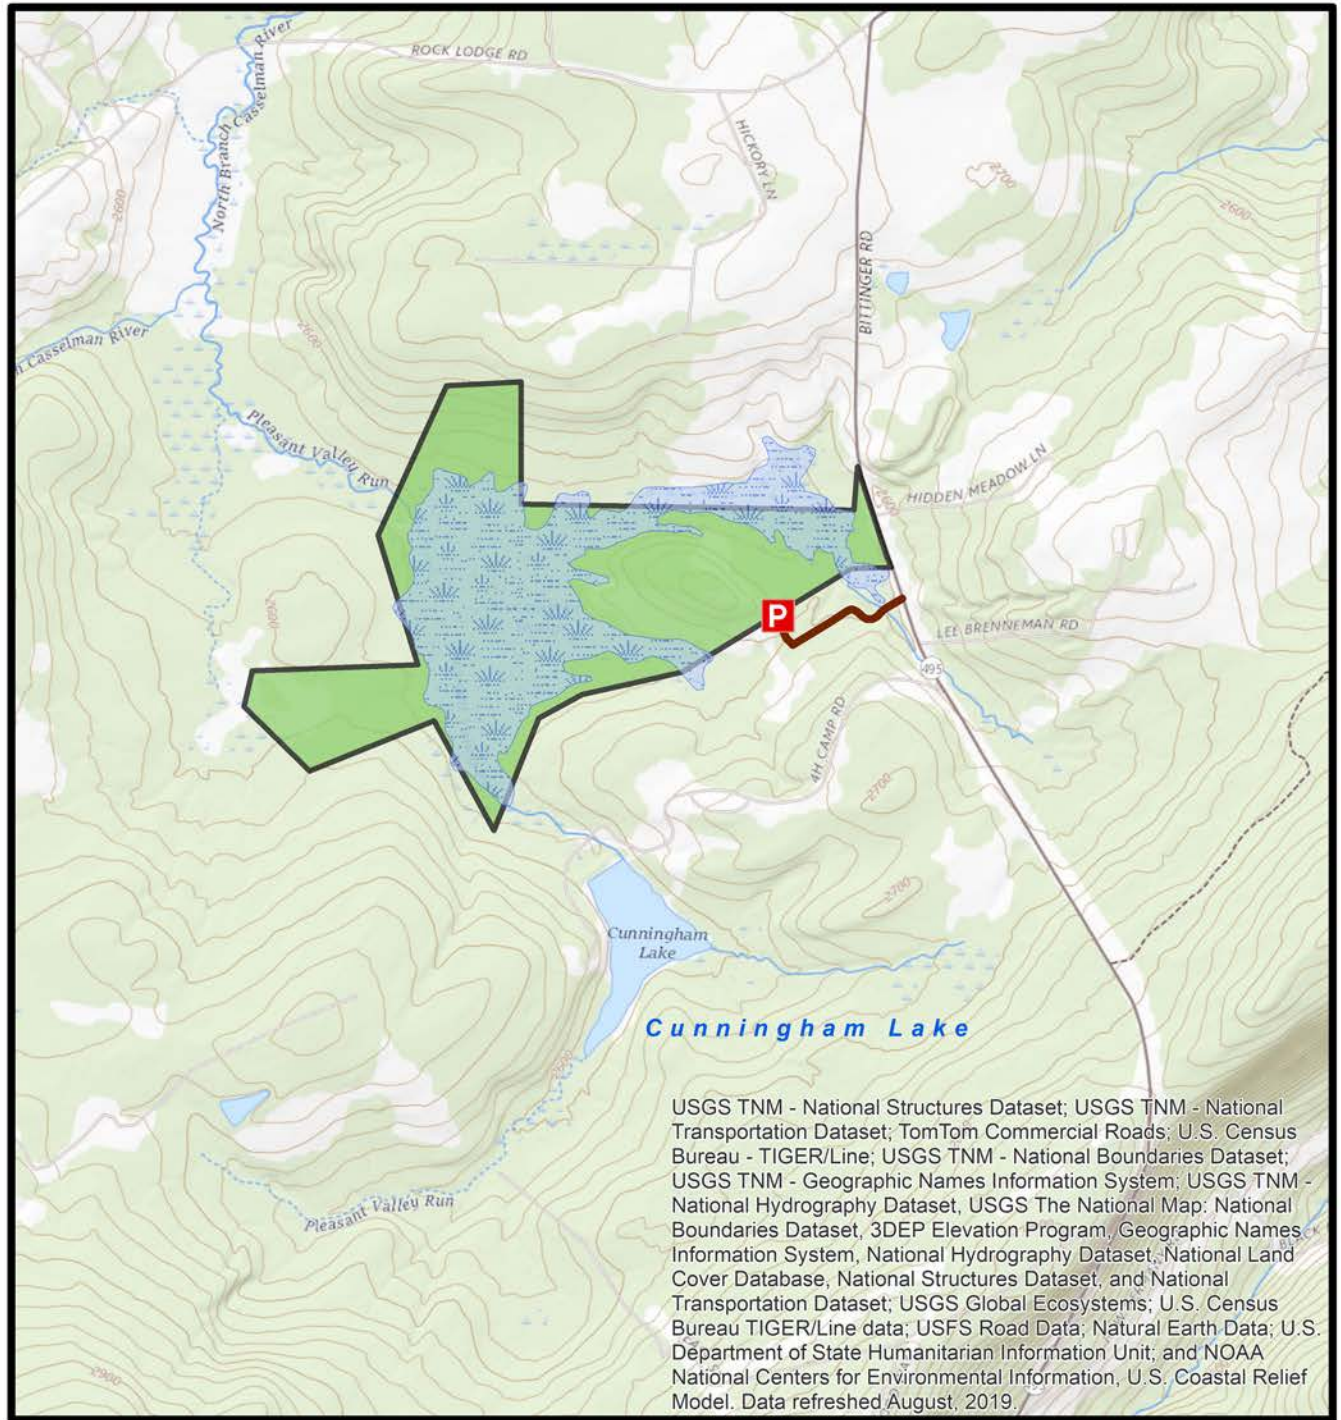 ROCK LODGE RD
North Branch Casselman River
HICKORY LN
2700
2600
2600
BITTINGER RD
2600
Casselman River
Pleasant Valley Run
HIDDEN MEADOW LN
2600
2600
P
LEE BRENNEMAN RD
495
4H CAMP RD
2700
2700
Cunningham
Lake
Cunningham Lake
USGS TNM - National Structures Dataset; USGS TNM - National
Transportation Dataset; TomTom Commercial Roads; U.S. Census
Bureau - TIGER/Line; USGS TNM - National Boundaries Dataset;
USGS TNM - Geographic Names Information System; USGS TNM -
National Hydrography Dataset, USGS The National Map: National
Boundaries Dataset, 3DEP Elevation Program, Geographic Names
Information System, National Hydrography Dataset, National Land
Cover Database, National Structures Dataset, and National
Transportation Dataset; USGS Global Ecosystems; U.S. Census
Bureau TIGER/Line data; USFS Road Data; Natural Earth Data; U.S.
Department of State Humanitarian Information Unit; and NOAA
National Centers for Environmental Information, U.S. Coastal Relief
Model. Data refreshed August, 2019.
Pleasant Valley Run
BLACK
2900